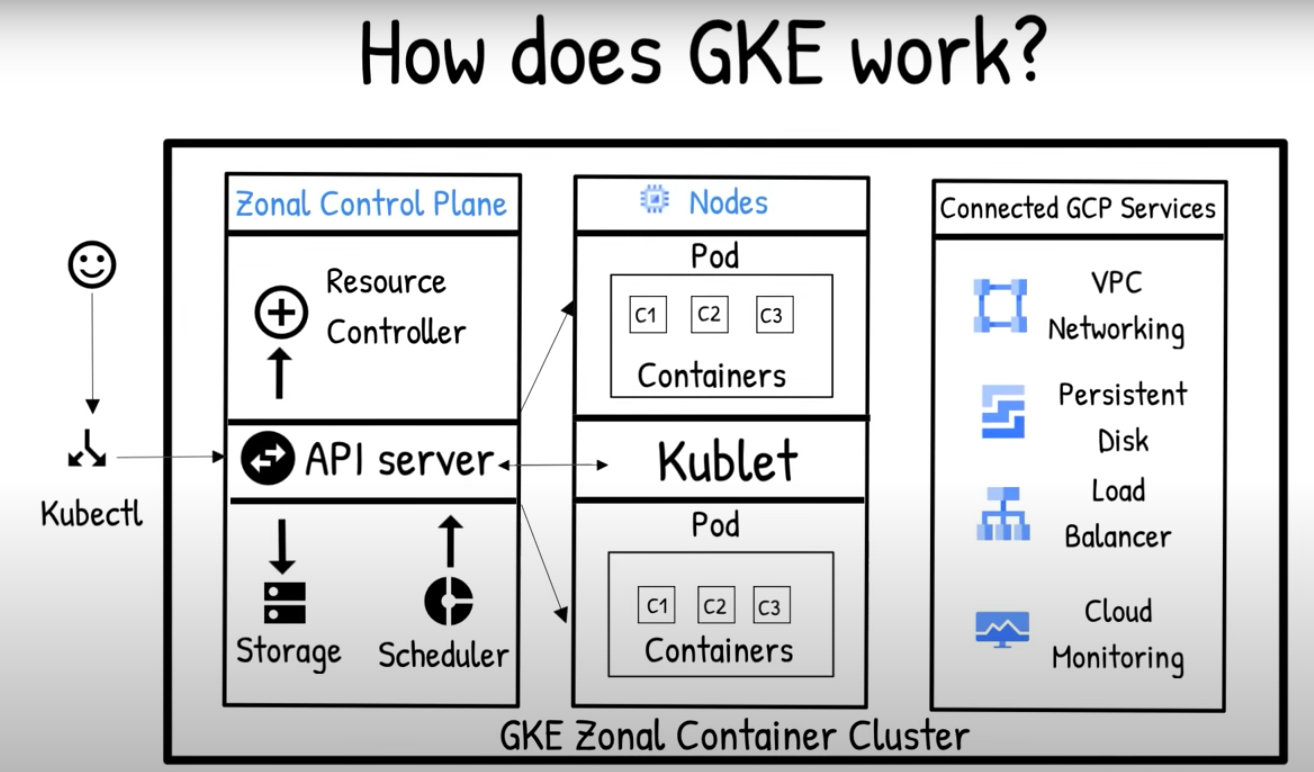 How does GKE work?
Zonal Control Plane
Resource
Controller
API server
Storage
Scheduler
Kubectl
Nodes
Pod
C1 C2 C3
Containers
Kublet
Pod
C1 C2 C3
Containers
Connected GCP Services
VPC
Networking
Persistent
Disk
Load
Balancer
Cloud
Monitoring
GKE Zonal Container Cluster